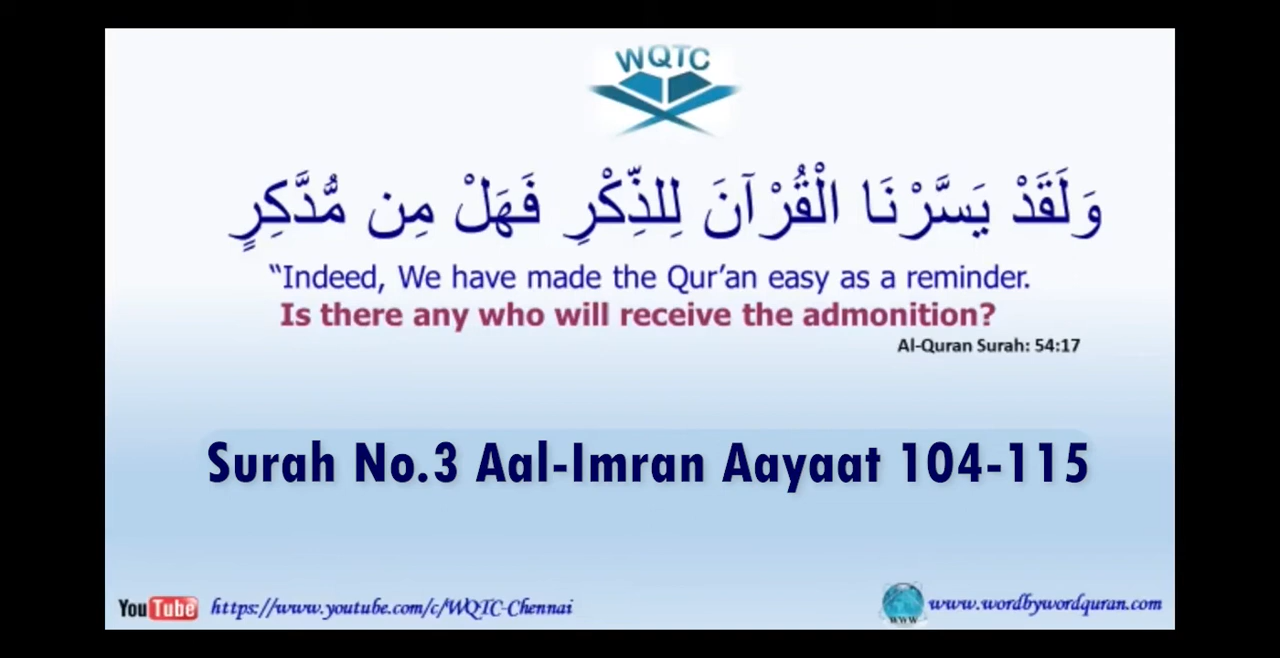 WQTC
وَلَقَدْ يَسَّرْنَا الْقُرْآنَ لِلذِّكْرِ فَهَلْ مِن مُّدَّكِرٍ
“Indeed, We have made the Qur’an easy as a reminder.
Is there any who will receive the admonition?
Al-Quran Surah: 54:17
Surah No.3 Aal-Imran Aayaat 104-115
YouTube https://www.youtube.com/c/WQTC-Chennai
WWW www.wordbywordquran.com